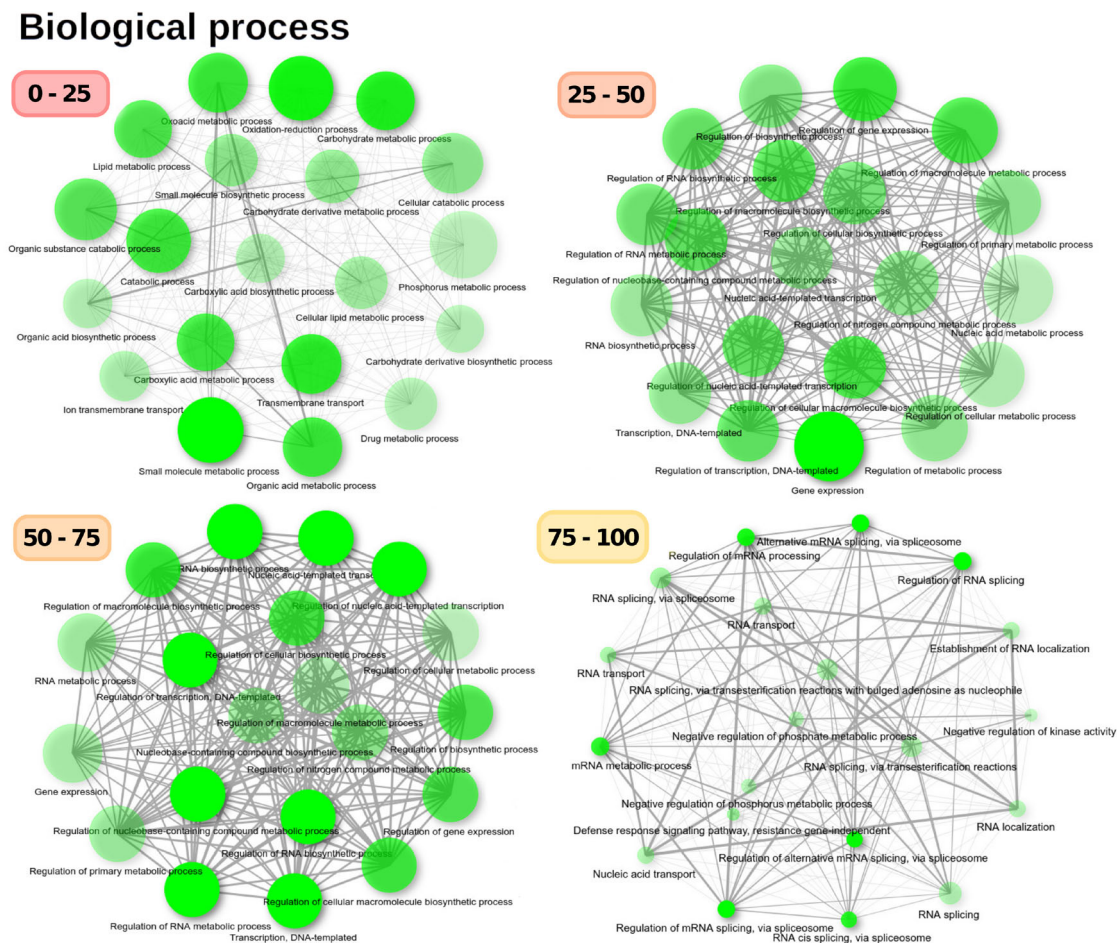 Biological process
0 - 25
Oxoacid metabolic process
Oxidation-reduction process
Carbohydrate metabolic process
Lipid metabolic process
Small molecule biosynthetic process
Cellular catabolic process
Carbohydrate derivative metabolic process
Organic substance catabolic process
Catabolic process
Carboxylic acid biosynthetic process
Phosphorus metabolic process
Cellular lipid metabolic process
Organic acid biosynthetic process
Carbohydrate derivative biosynthetic process
Carboxylic acid metabolic process
Transmembrane transport
Ion transmembrane transport
Drug metabolic process
Small molecule metabolic process
Organic acid metabolic process
25 - 50
Regulation of biosynthetic process
Regulation of gene expression
Regulation of macromolecule metabolic process
Regulation of RNA biosynthetic process
Regulation of macromolecule biosynthetic process
Regulation of cellular biosynthetic process
Regulation of primary metabolic process
Regulation of RNA metabolic process
Regulation of nucleobase-containing compound metabolic process
Nucleic acid-templated transcription
Regulation of nitrogen compound metabolic process
Nucleic acid metabolic process
RNA biosynthetic process
Regulation of nucleic acid-templated transcription
Regulation of cellular macromolecule biosynthetic process
Regulation of cellular metabolic process
Transcription, DNA-templated
Regulation of transcription, DNA-templated
Regulation of metabolic process
Gene expression
50 - 75
RNA biosynthetic process
Nucleic acid-templated transc
Regulation of macromolecule biosynthetic process
Regulation of nucleic acid-templated transcription
Regulation of cellular biosynthetic process
Regulation of cellular metabolic process
RNA metabolic process
Regulation of transcription, DNA-templated
Regulation of macromolecule metabolic process
Nucleobase-containing compound biosynthetic process
Regulation of biosynthetic process
Regulation of nitrogen compound metabolic process
Gene expression
Regulation of nucleobase-containing compound metabolic process
Regulation of gene expression
Regulation of RNA biosynthetic process
Regulation of primary metabolic process
Regulation of cellular macromolecule biosynthetic process
Regulation of RNA metabolic process
Transcription, DNA-templated
75 - 100
Alternative mRNA splicing, via spliceosome
Regulation of mRNA processing
Regulation of RNA splicing
RNA splicing, via spliceosome
RNA transport
Establishment of RNA localization
RNA transport
RNA splicing, via transesterification reactions with bulged adenosine as nucleophile
Negative regulation of kinase activity
Negative regulation of phosphate metabolic process
mRNA metabolic process
RNA splicing, via transesterification reactions
Negative regulation of phosphorus metabolic process
RNA localization
Defense response signaling pathway, resistance gene-independent
Regulation of alternative mRNA splicing, via spliceosome
Nucleic acid transport
RNA splicing
Regulation of mRNA splicing, via spliceosome
RNA cis splicing, via spliceosome